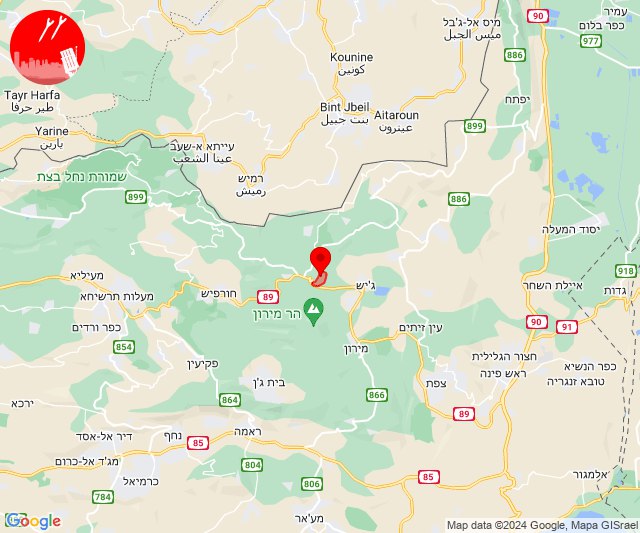 מיס אל-ג'בל
ميس الجبل
90
עמיר
כפר בלום
977
886
Kounine
كونين
Tayr Harfa
طير حرفا
יפתח
Bint Jbeil
بنت جبيل
Aitaroun
عيترون
899
Yarine
يارين
עייתא א-שעב
عيتا الشعب
רמיש
رميش
שמורת נחל בצת
899
886
יסוד המעלה
918
מעיליא
מעלות תרשיחא
חורפיש
89
ג'יש
איילת השחר
גדות
הר מירון
כפר ורדים
עין זיתים
90
91
854
מירון
חצור הגלילית
ראש פינה
כפר הנשיא
טובא זנגריה
פקיעין
בית ג'ן
צפת
864
866
89
ירכא
דיר אל-אסד
נחף
85
ראמה
מג'ד אל-כרום
804
85
אלמגור
כרמיאל
806
784
מע'אר
Google
Map data ©2024 Google, Mapa GISrael